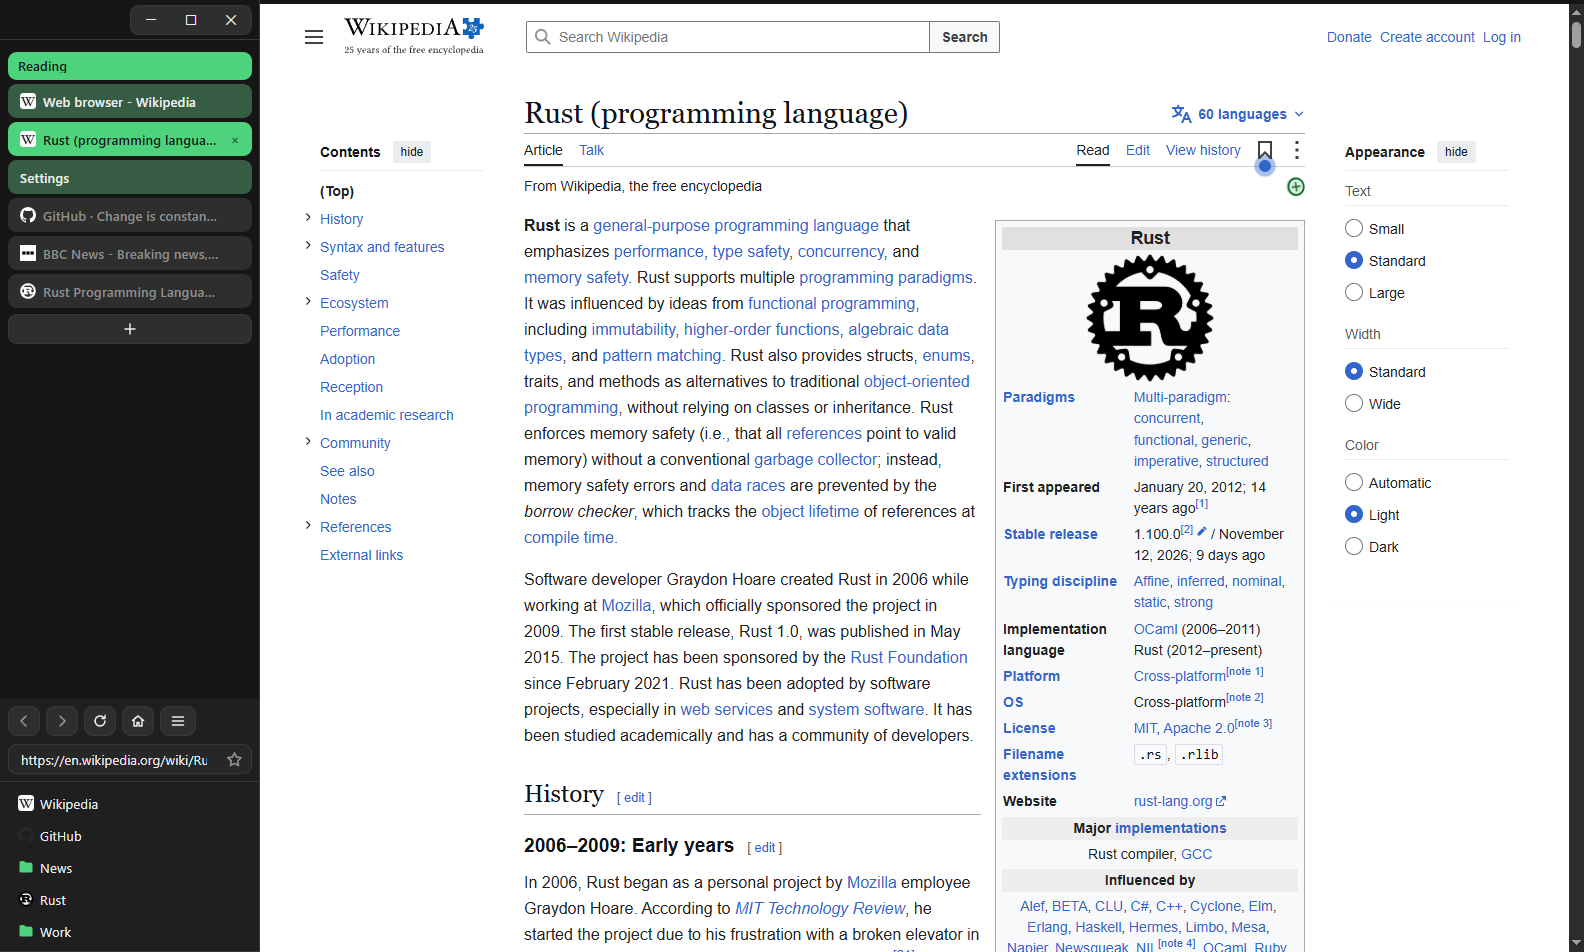 Reading
Web browser - Wikipedia
Rust (programming langua...
Settings
GitHub · Change is constan...
BBC News - Breaking news,...
Rust Programming Langua...
https://en.wikipedia.org/wiki/Ru
Wikipedia
GitHub
News
Rust
Work
WIKIPEDIA 25
25 years of the free encyclopedia
Search Wikipedia
Search
Donate Create account Log in
Contents hide
(Top)
History
Syntax and features
Safety
Ecosystem
Performance
Adoption
Reception
In academic research
Community
See also
Notes
References
External links
Rust (programming language)
60 languages
Article Talk
Read Edit View history
From Wikipedia, the free encyclopedia
Rust is a general-purpose programming language that
emphasizes performance, type safety, concurrency, and
memory safety. Rust supports multiple programming paradigms.
It was influenced by ideas from functional programming,
including immutability, higher-order functions, algebraic data
types, and pattern matching. Rust also provides structs, enums,
traits, and methods as alternatives to traditional object-oriented
programming, without relying on classes or inheritance. Rust
enforces memory safety (i.e., that all references point to valid
memory) without a conventional garbage collector; instead,
memory safety errors and data races are prevented by the
borrow checker, which tracks the object lifetime of references at
compile time.
Software developer Graydon Hoare created Rust in 2006 while
working at Mozilla, which officially sponsored the project in
2009. The first stable release, Rust 1.0, was published in May
2015. The project has been sponsored by the Rust Foundation
since February 2021. Rust has been adopted by software
projects, especially in web services and system software. It has
been studied academically and has a community of developers.
History [ edit ]
2006–2009: Early years [ edit ]
In 2006, Rust began as a personal project by Mozilla employee
Graydon Hoare. According to MIT Technology Review, he
started the project due to his frustration with a broken elevator in
Rust
R
Paradigms Multi-paradigm:
concurrent,
functional, generic,
imperative, structured
First appeared January 20, 2012; 14
years ago[1]
Stable release 1.100.0[2] / November
12, 2026; 9 days ago
Typing discipline Affine, inferred, nominal,
static, strong
Implementation OCaml (2006–2011)
language Rust (2012–present)
Platform Cross-platform[note 1]
OS Cross-platform[note 2]
License MIT, Apache 2.0[note 3]
Filename .rs, .rlib
extensions
Website rust-lang.org
Major implementations
Rust compiler, GCC
Influenced by
Alef, BETA, CLU, C#, C++, Cyclone, Elm,
Erlang, Haskell, Hermes, Limbo, Mesa,
Napier, Newsqueak, NIL[note 4], OCaml, Ruby
Appearance hide
Text
Small
Standard
Large
Width
Standard
Wide
Color
Automatic
Light
Dark